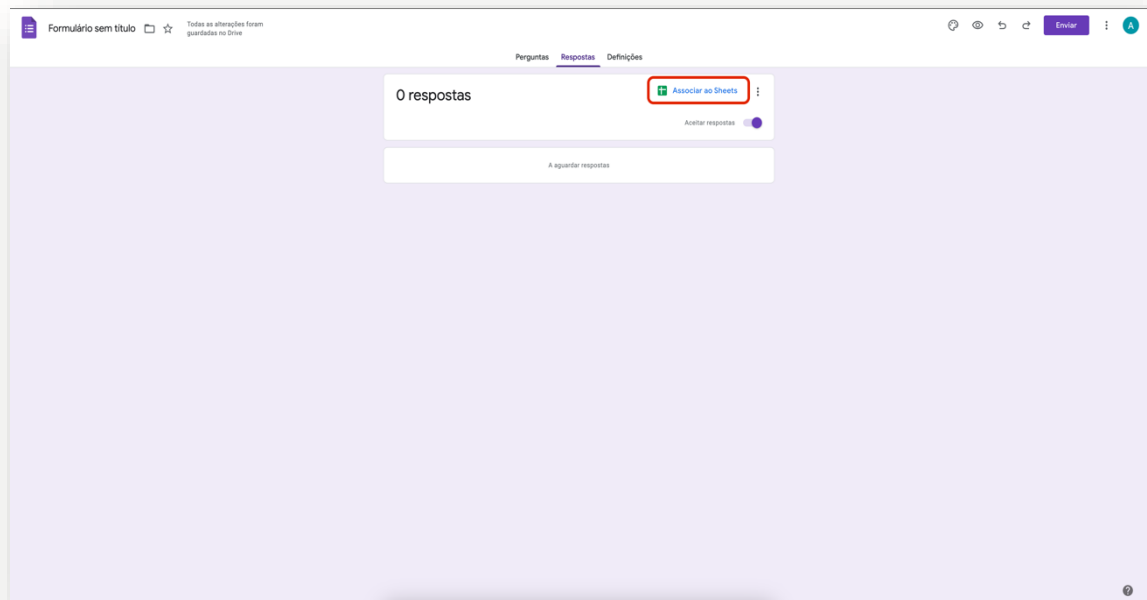 Formulário sem título
Todas as alterações foram
guardadas no Drive
Enviar
A
Perguntas Respostas Definições
0 respostas
Associar ao Sheets
Aceitar respostas
A aguardar respostas